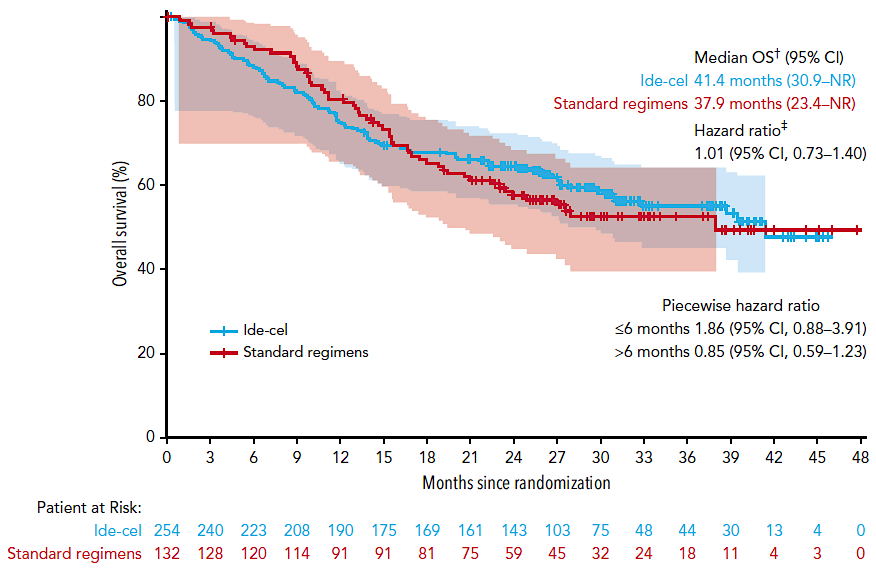 Median OS† (95% CI)
Ide-cel 41.4 months (30.9–NR)
Standard regimens 37.9 months (23.4–NR)
Hazard ratio‡
1.01 (95% CI, 0.73–1.40)
80
60
40
20
0
Overall survival (%)
Piecewise hazard ratio
≤6 months 1.86 (95% CI, 0.88–3.91)
>6 months 0.85 (95% CI, 0.59–1.23)
Ide-cel
Standard regimens
0 3 6 9 12 15 18 21 24 27 30 33 36 39 42 45 48
Months since randomization
Patient at Risk:
Ide-cel 254 240 223 208 190 175 169 161 143 103 75 48 44 30 13 4 0
Standard regimens 132 128 120 114 91 91 81 75 59 45 32 24 18 11 4 3 0